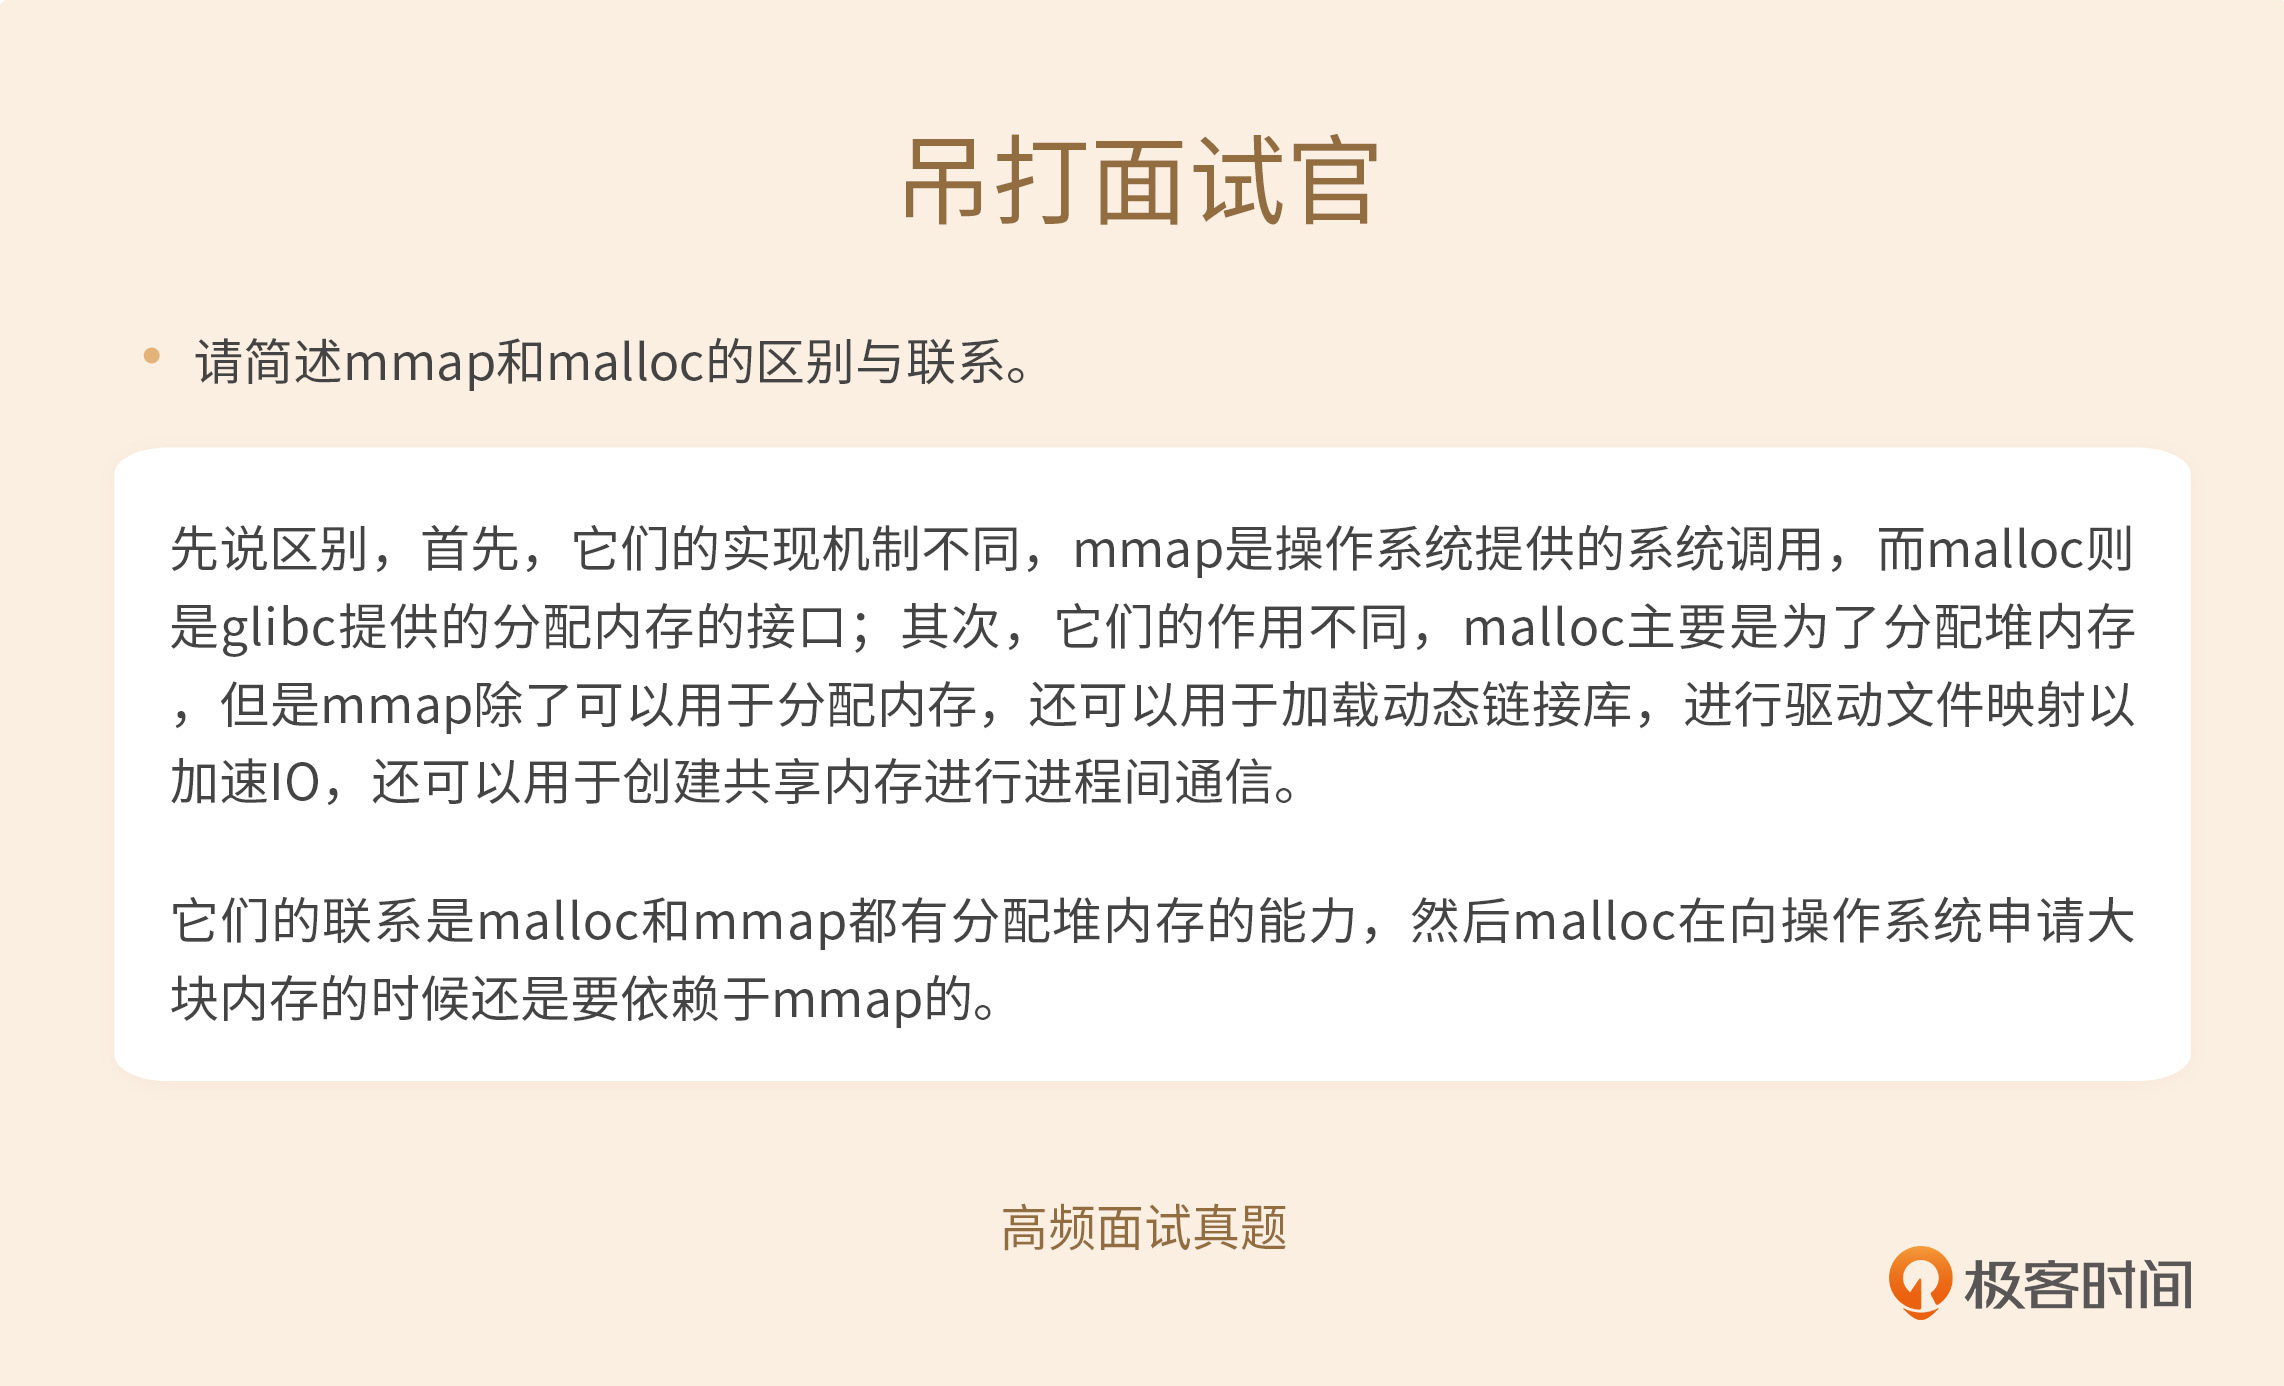 吊打面试官
请简述mmap和malloc的区别与联系。
先说区别，首先，它们的实现机制不同，mmap是操作系统提供的系统调用，而malloc则
是glibc提供的分配内存的接口；其次，它们的作用不同，malloc主要是为了分配堆内存
，但是mmap除了可以用于分配内存，还可以用于加载动态链接库，进行驱动文件映射以
加速IO，还可以用于创建共享内存进行进程间通信。
它们的联系是malloc和mmap都有分配堆内存的能力，然后malloc在向操作系统申请大
块内存的时候还是要依赖于mmap的。
高频面试真题
极客时间